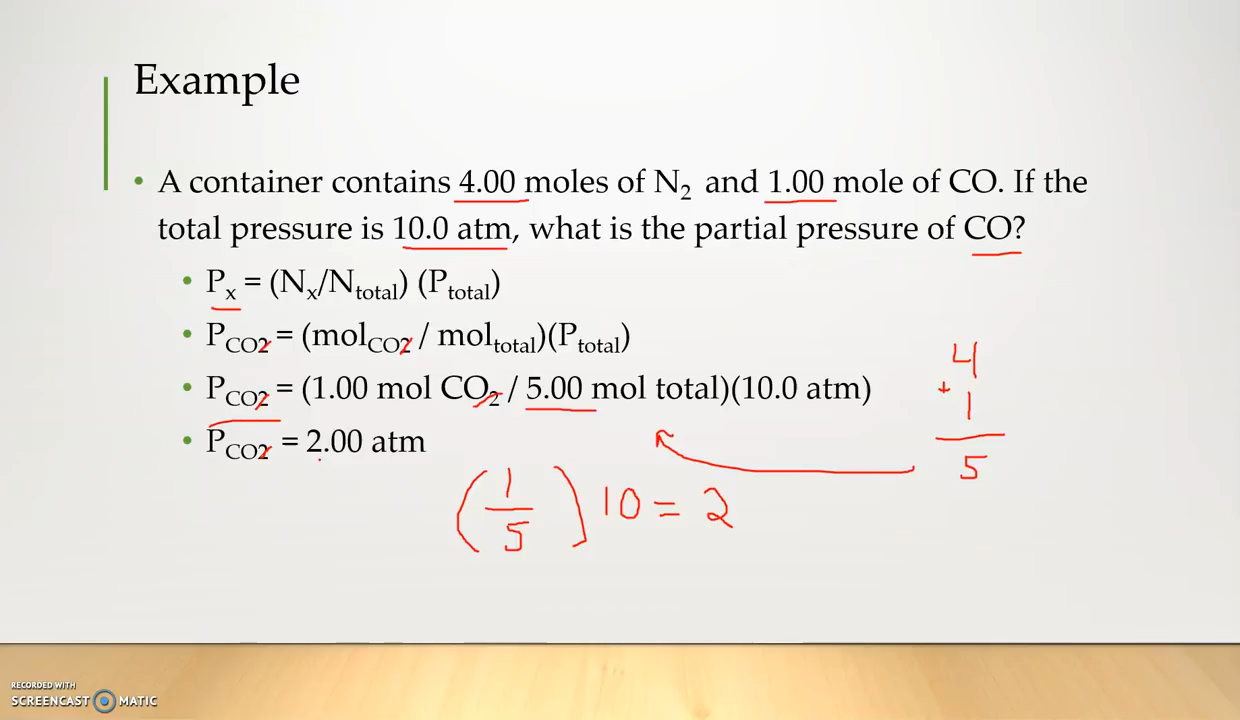 Example
• A container contains 4.00 moles of N₂ and 1.00 mole of CO. If the
total pressure is 10.0 atm, what is the partial pressure of CO?
• Pₓ = (Nₓ/Ntotal) (Ptotal)
• PCO2 = (molCO2 / moltotal)(Ptotal)
• PCO2 = (1.00 mol CO₂ / 5.00 mol total)(10.0 atm)
• PCO2 = 2.00 atm
4
+ 1
5
(1/5) 10 = 2
RECORDED WITH
SCREENCAST MATIC